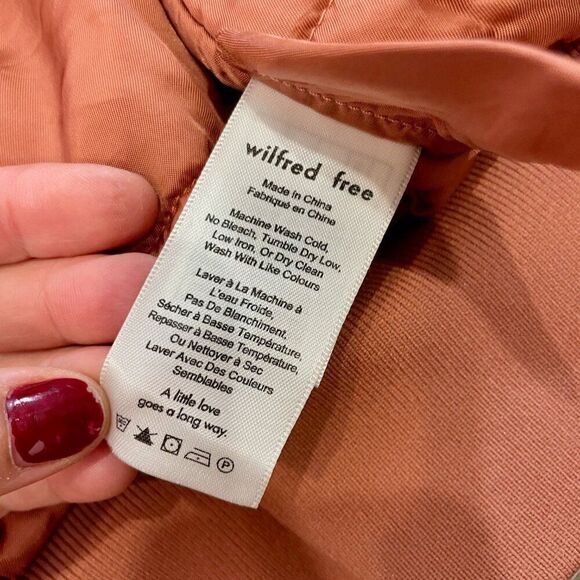 wilfred free
Made in China
Fabriqué en China
Machine Wash Cold,
No Bleach, Tumble Dry Low,
Low Iron, Or Dry Clean
Wash With Like Colours
Laver à La Machine à
L'eau Froide,
Pas De Blanchiment,
Sécher à Basse Température,
Repasser à Basse Température,
Ou Nettoyer à Sec
Laver Avec Des Couleurs
Semblables
A little love
goes a long way.
P